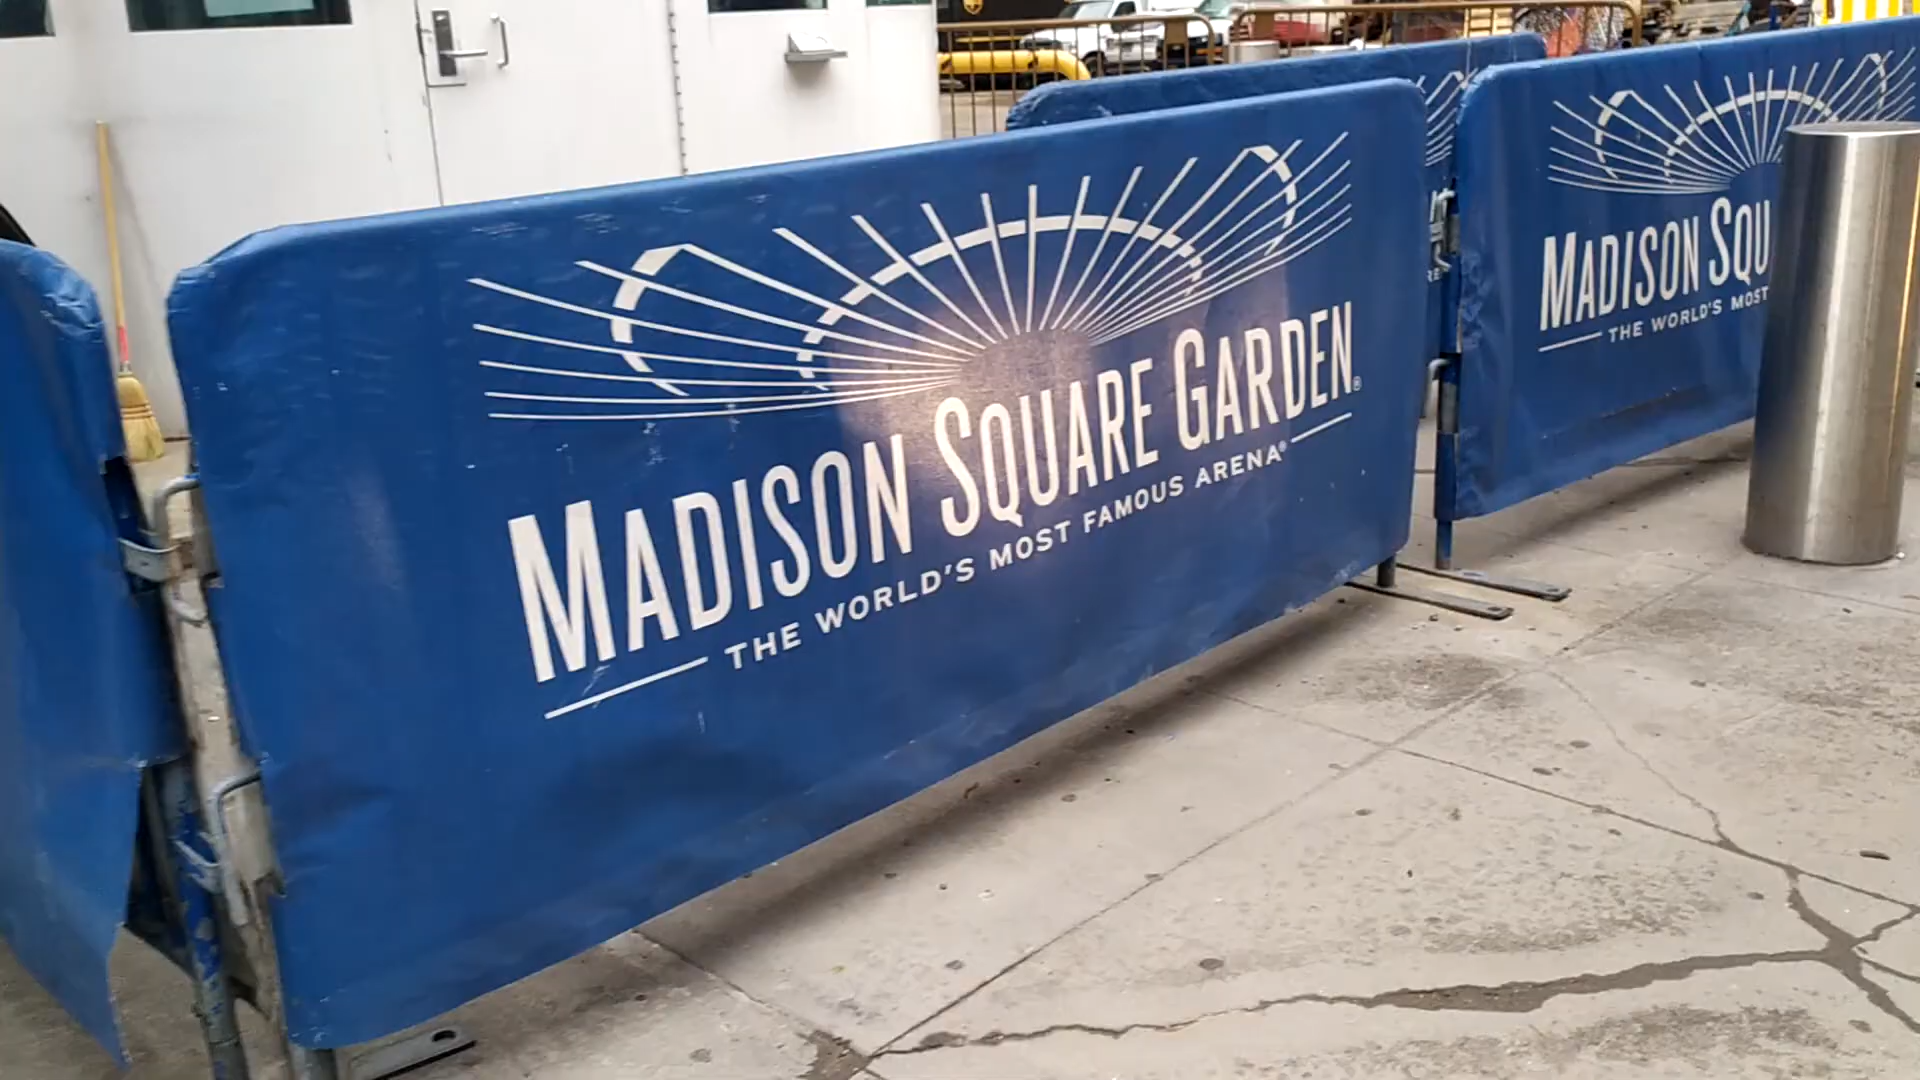 MADISON SQUARE GARDEN®
THE WORLD'S MOST FAMOUS ARENA®
MADISON SQU
THE WORLD'S MOST